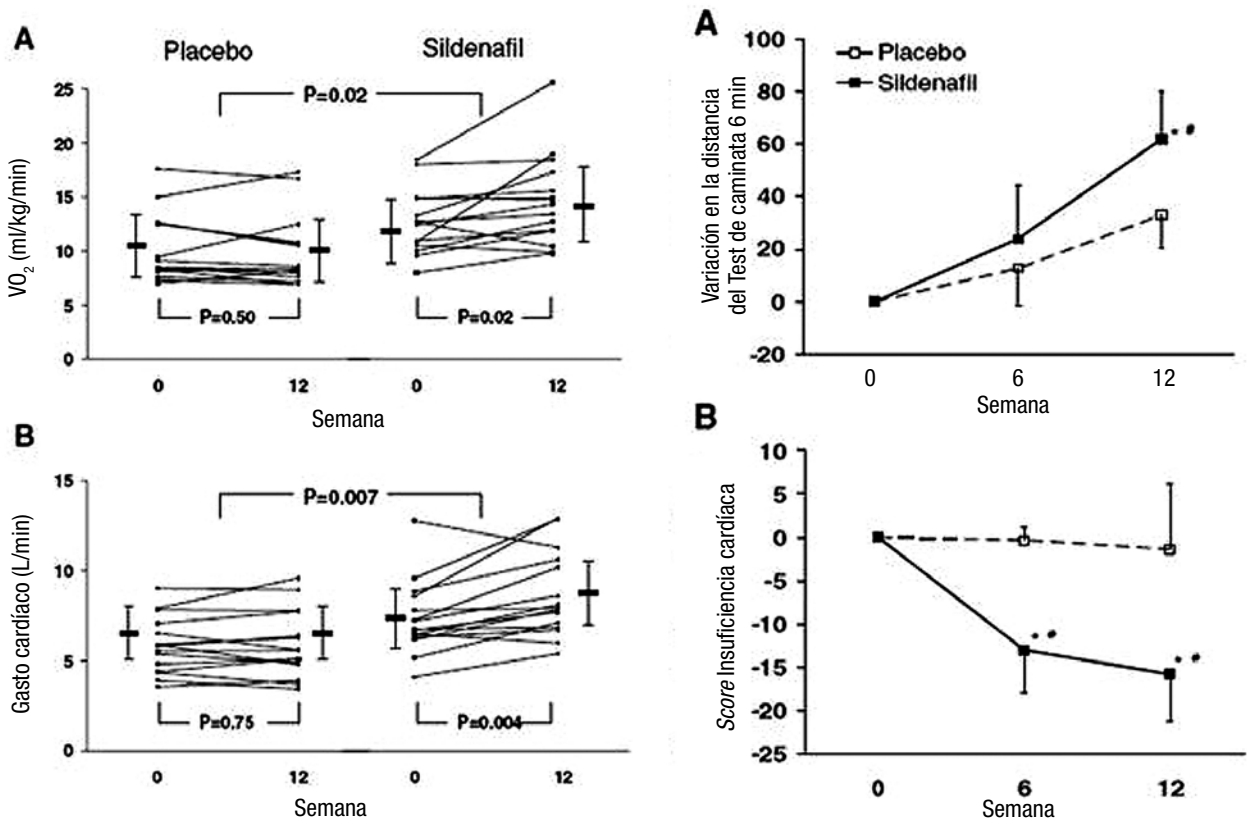 A
Placebo
Sildenafil
P=0.02
VO2 (ml/kg/min)
25
20
15
10
5
0
P=0.50
P=0.02
0
12
0
12
Semana
B
P=0.007
Gasto cardíaco (L/min)
15
10
5
0
P=0.75
P=0.004
0
12
0
12
Semana
A
Placebo
Sildenafil
Variación en la distancia
del Test de caminata 6 min
100
80
60
40
20
0
-20
* #
0
6
12
Semana
B
Score Insuficiencia cardíaca
10
5
0
-5
-10
-15
-20
-25
* #
* #
0
6
12
Semana